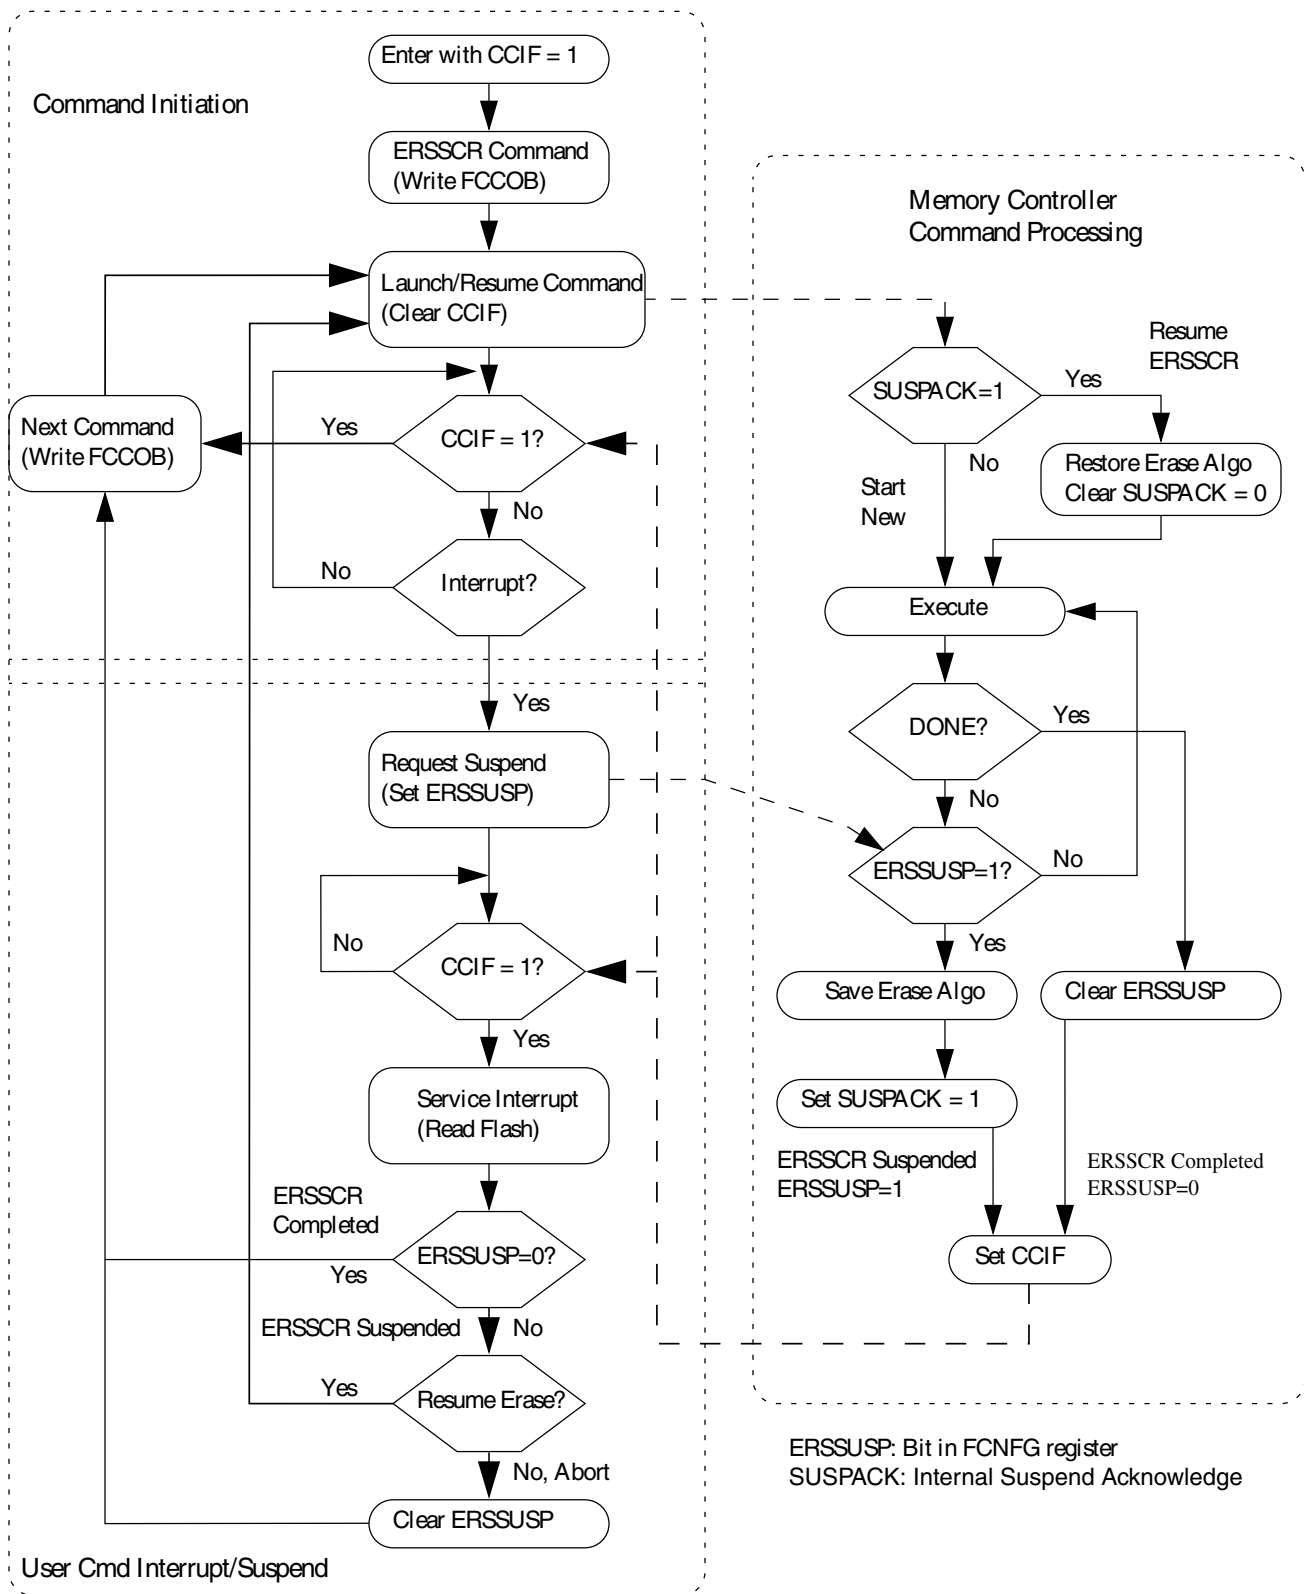 Enter with CCIF = 1
Command Initiation
ERSSCR Command
(Write FCCOB)
Launch/Resume Command
(Clear CCIF)
Next Command
(Write FCCOB)
Yes
CCIF = 1?
No
No
Interrupt?
Yes
Request Suspend
(Set ERSSUSP)
No
CCIF = 1?
Yes
Service Interrupt
(Read Flash)
ERSSCR
Completed
ERSSUSP=0?
Yes
ERSSCR Suspended
No
Yes
Resume Erase?
No, Abort
Clear ERSSUSP
User Cmd Interrupt/Suspend
Memory Controller
Command Processing
Resume
ERSSCR
SUSPACK=1
Yes
No
Restore Erase Algo
Clear SUSPACK = 0
Start
New
Execute
DONE?
Yes
No
ERSSUSP=1?
No
Yes
Save Erase Algo
Clear ERSSUSP
Set SUSPACK = 1
ERSSCR Suspended
ERSSUSP=1
ERSSCR Completed
ERSSUSP=0
Set CCIF
ERSSUSP: Bit in FCNFG register
SUSPACK: Internal Suspend Acknowledge